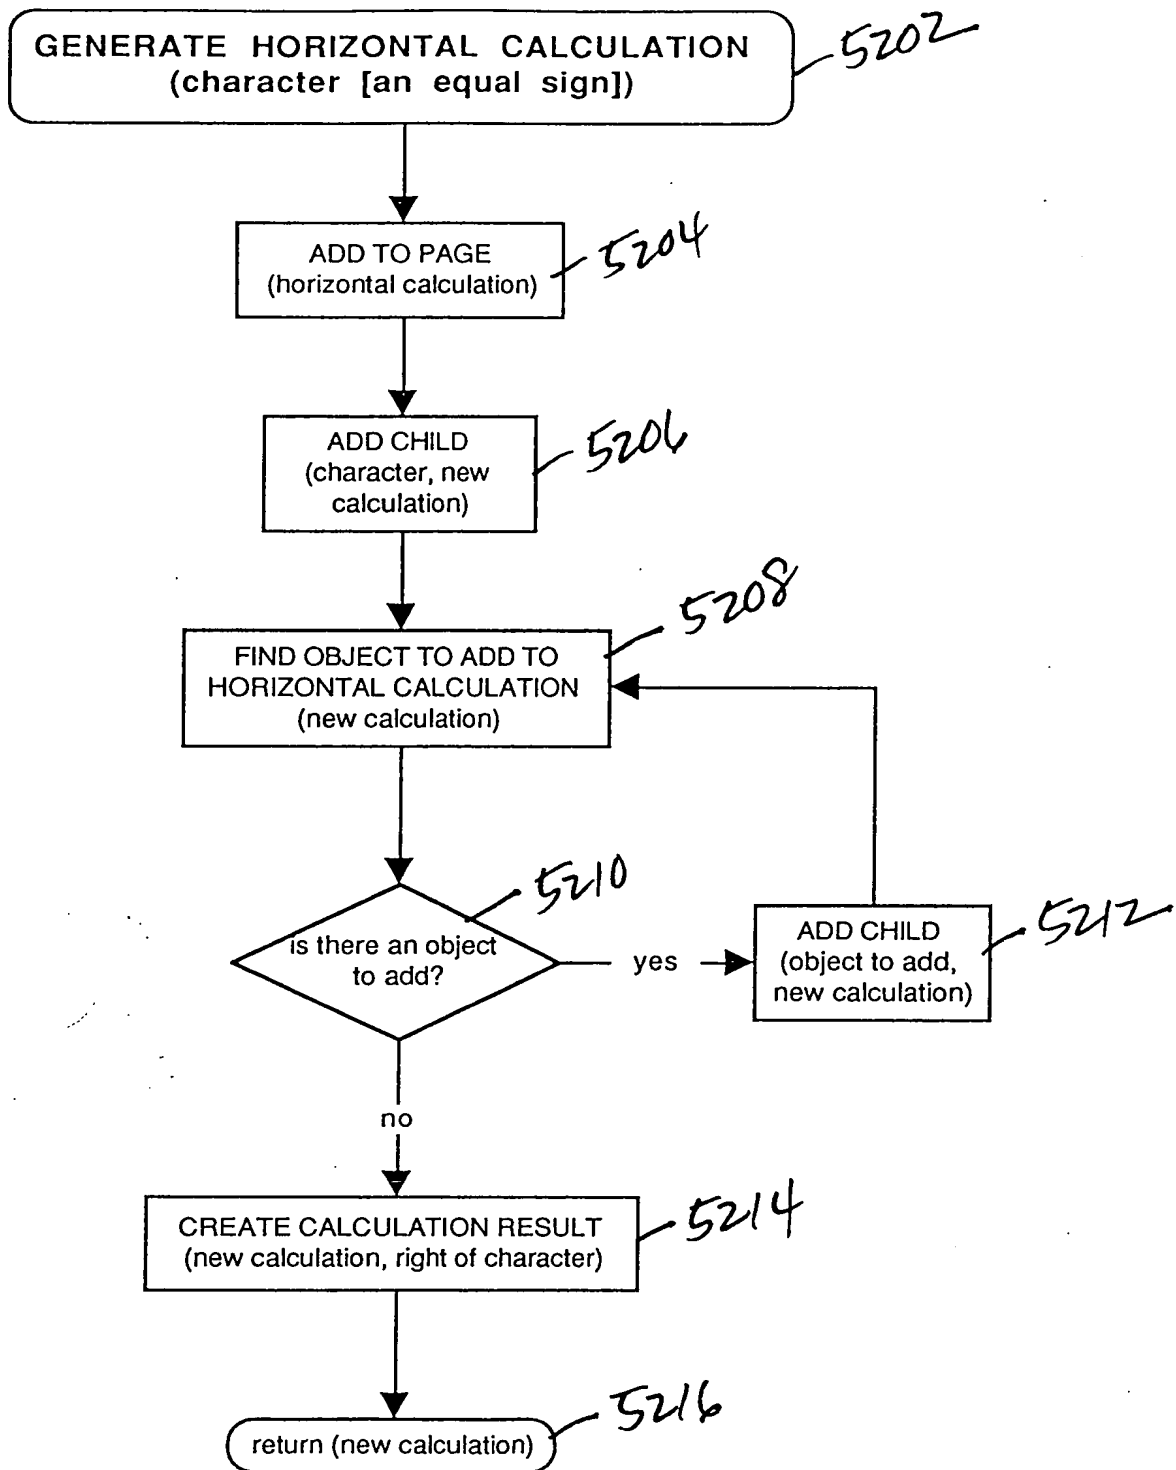 GENERATE HORIZONTAL CALCULATION
(character [an equal sign])
5202
ADD TO PAGE
(horizontal calculation)
5204
ADD CHILD
(character, new
calculation)
5206
FIND OBJECT TO ADD TO
HORIZONTAL CALCULATION
(new calculation)
5208
is there an object
to add?
5210
yes
ADD CHILD
(object to add,
new calculation)
5212
no
CREATE CALCULATION RESULT
(new calculation, right of character)
5214
return (new calculation)
5216